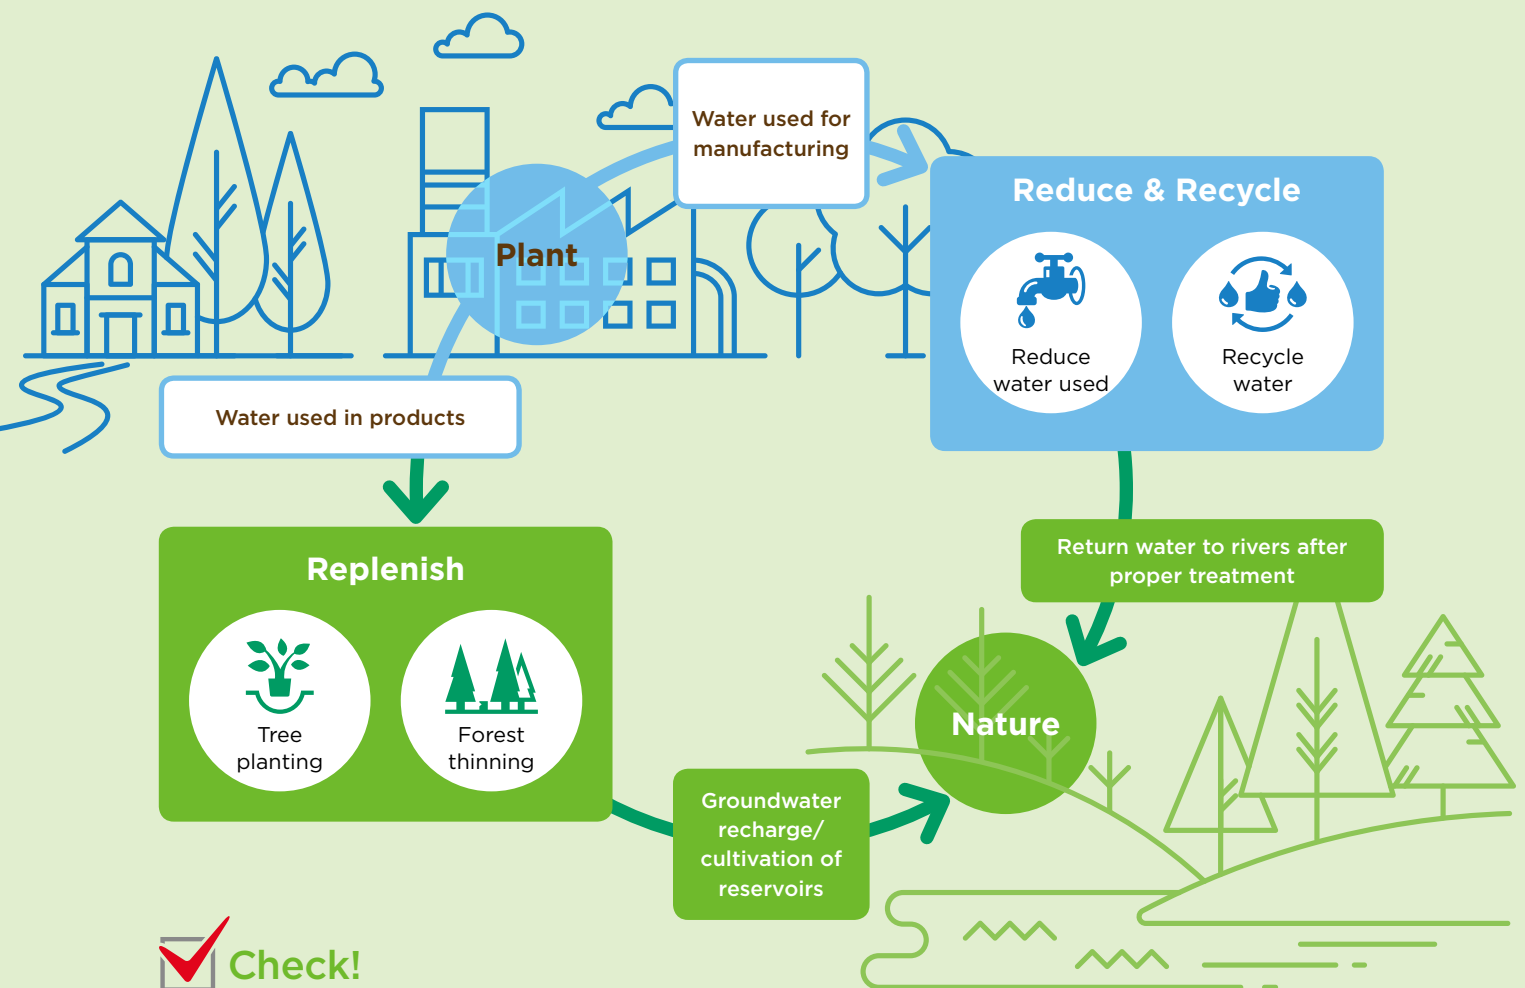 Water used for
manufacturing
Plant
Reduce & Recycle
Reduce
water used
Recycle
water
Water used in products
Return water to rivers after
proper treatment
Replenish
Tree
planting
Forest
thinning
Nature
Groundwater
recharge/
cultivation of
reservoirs
Check!